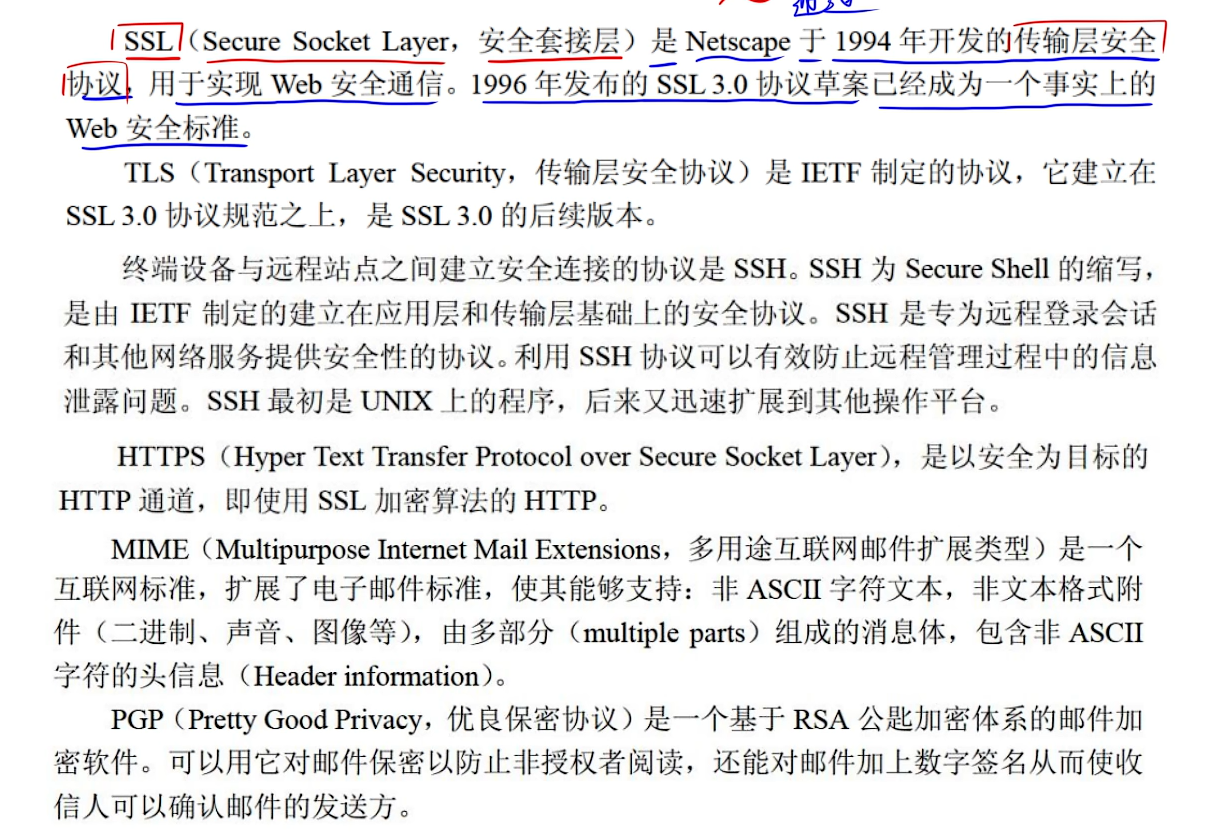 SSL（Secure Socket Layer，安全套接层）是 Netscape 于 1994 年开发的传输层安全
协议，用于实现 Web 安全通信。1996 年发布的 SSL 3.0 协议草案已经成为一个事实上的
Web 安全标准。
TLS（Transport Layer Security，传输层安全协议）是 IETF 制定的协议，它建立在
SSL 3.0 协议规范之上，是 SSL 3.0 的后续版本。
终端设备与远程站点之间建立安全连接的协议是 SSH。SSH 为 Secure Shell 的缩写，
是由 IETF 制定的建立在应用层和传输层基础上的安全协议。SSH 是专为远程登录会话
和其他网络服务提供安全性的协议。利用 SSH 协议可以有效防止远程管理过程中的信息
泄露问题。SSH 最初是 UNIX 上的程序，后来又迅速扩展到其他操作平台。
HTTPS（Hyper Text Transfer Protocol over Secure Socket Layer），是以安全为目标的
HTTP 通道，即使用 SSL 加密算法的 HTTP。
MIME（Multipurpose Internet Mail Extensions，多用途互联网邮件扩展类型）是一个
互联网标准，扩展了电子邮件标准，使其能够支持：非 ASCII 字符文本，非文本格式附
件（二进制、声音、图像等），由多部分（multiple parts）组成的消息体，包含非 ASCII
字符的头信息（Header information）。
PGP（Pretty Good Privacy，优良保密协议）是一个基于 RSA 公匙加密体系的邮件加
密软件。可以用它对邮件保密以防止非授权者阅读，还能对邮件加上数字签名从而使收
信人可以确认邮件的发送方。